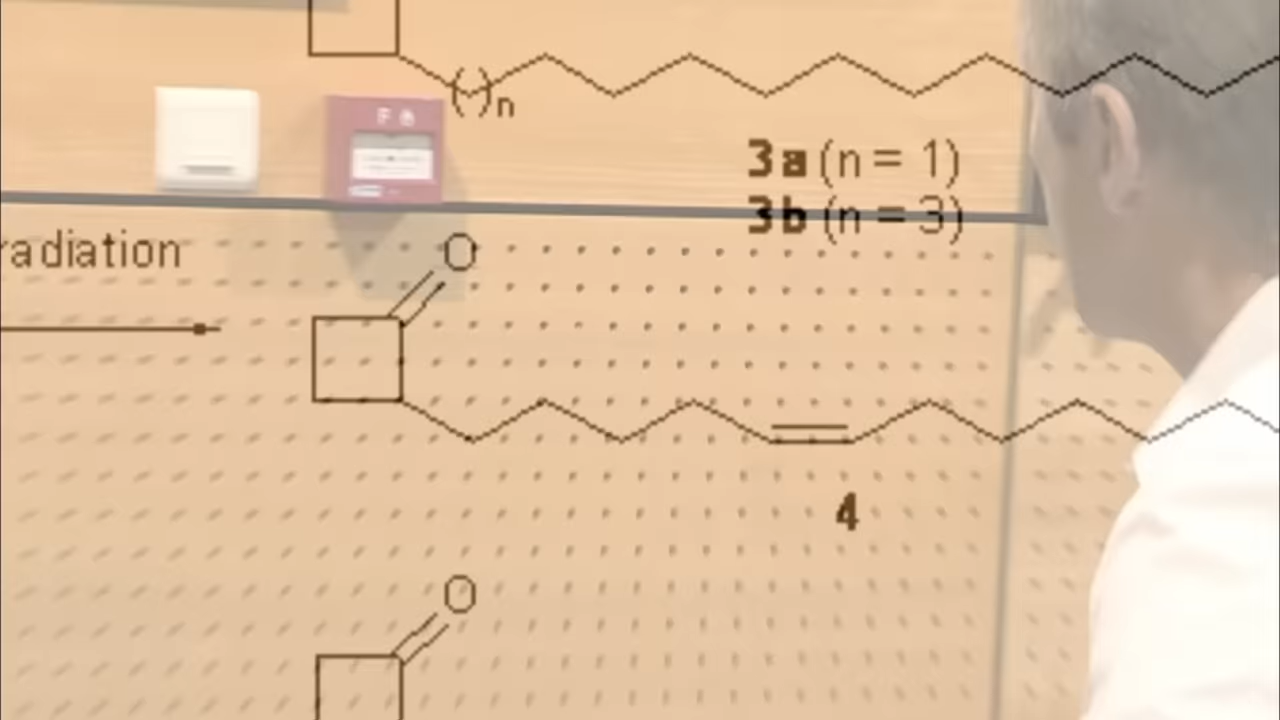 ( )n
3a (n = 1)
3b (n = 3)
radiation
O
4
O